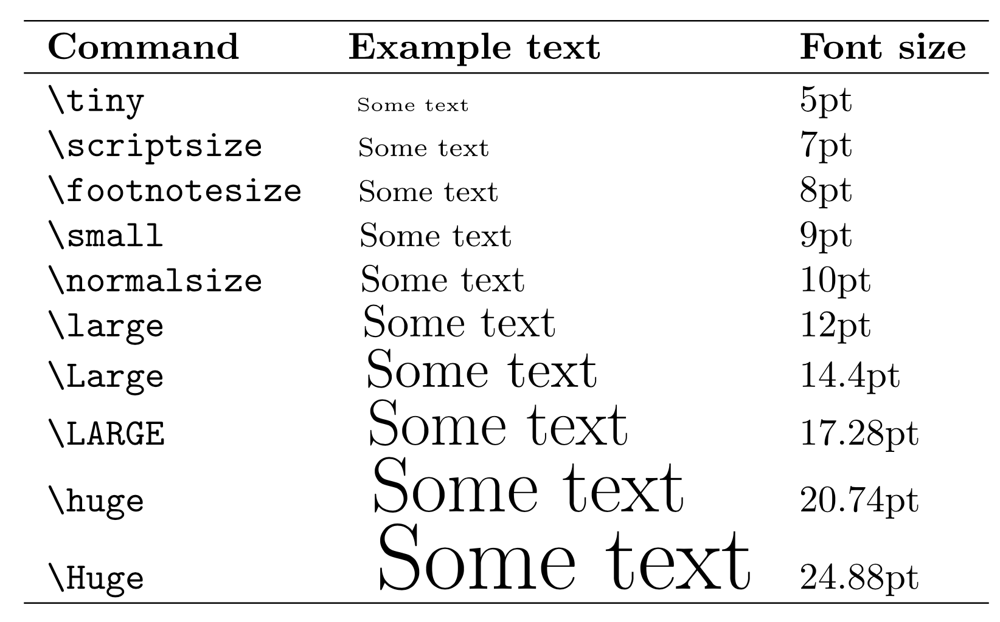 Command Example text Font size
\tiny Some text 5pt
\scriptsize Some text 7pt
\footnotesize Some text 8pt
\small Some text 9pt
\normalsize Some text 10pt
\large Some text 12pt
\Large Some text 14.4pt
\LARGE Some text 17.28pt
\huge Some text 20.74pt
\Huge Some text 24.88pt